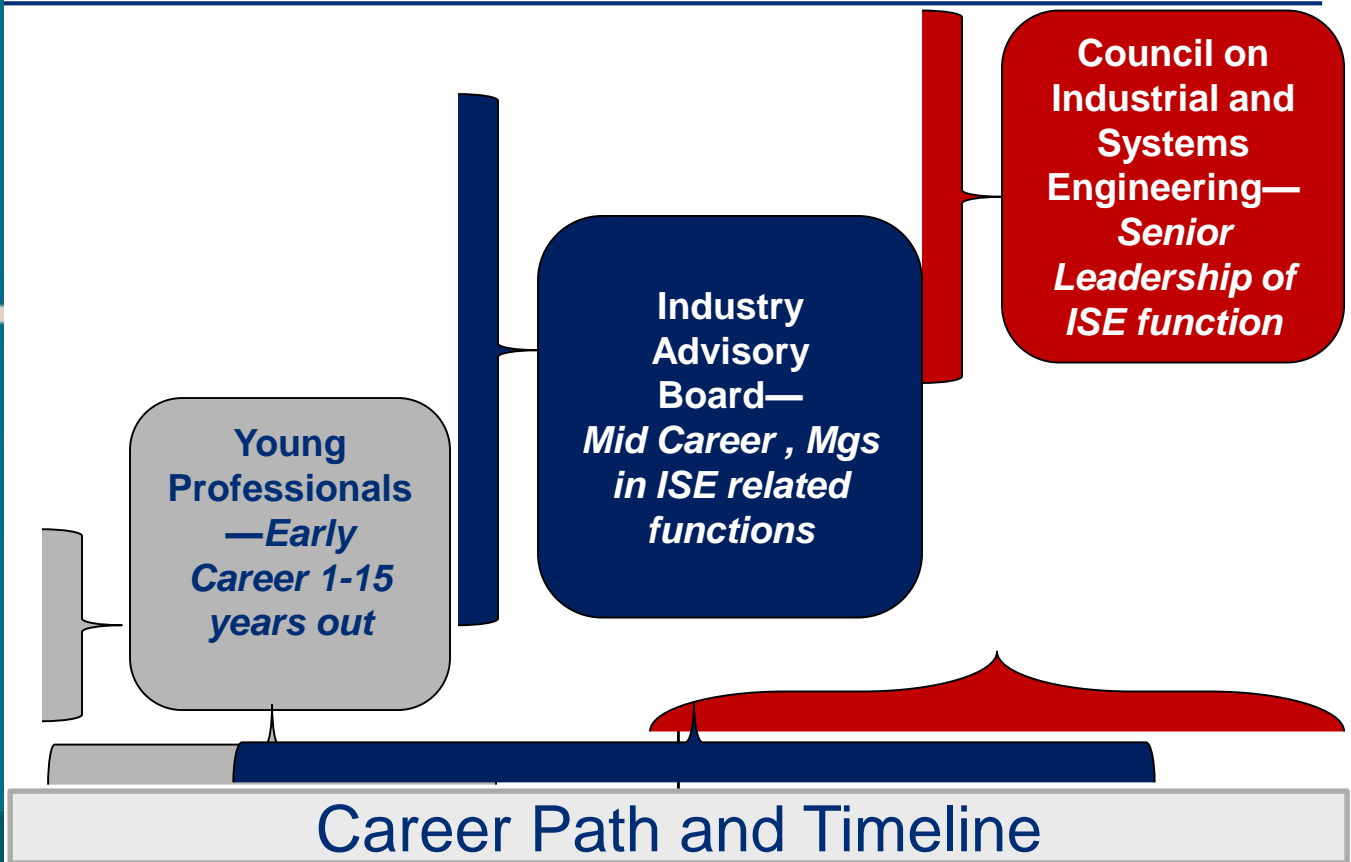 Council on
Industrial and
Systems
Engineering—
Senior
Leadership of
ISE function
Industry
Advisory
Board—
Mid Career , Mgs
in ISE related
functions
Young
Professionals
—Early
Career 1-15
years out
Career Path and Timeline